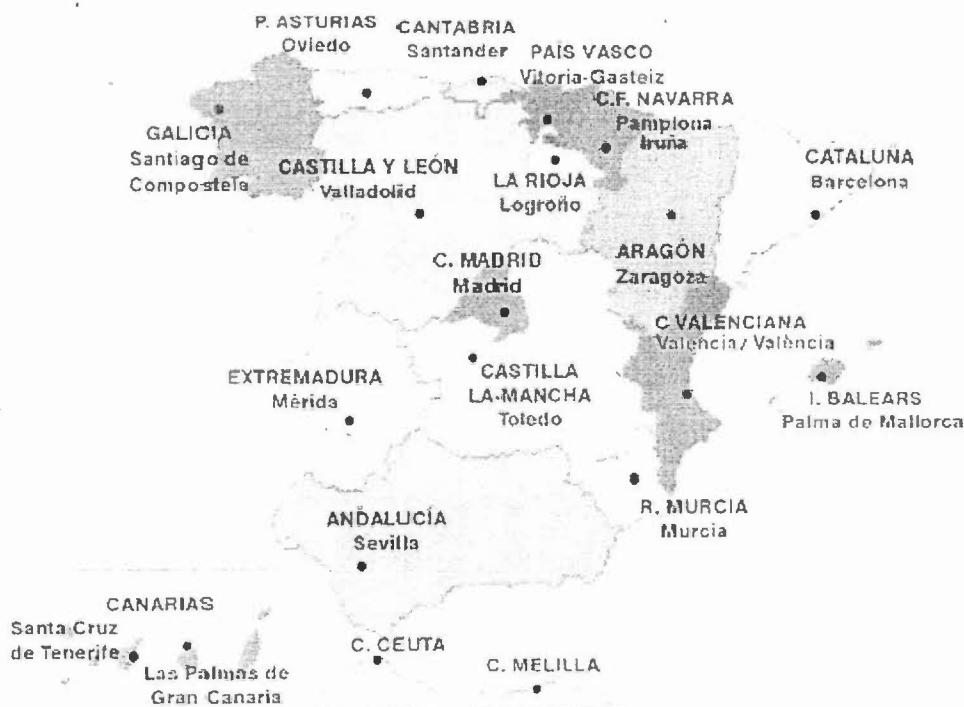 P. ASTURIAS
Oviedo
CANTABRIA
Santander
PAÍS VASCO
Vitoria-Gasteiz
C.F. NAVARRA
Pamplona
Iruña
GALICIA
Santiago de
Compostela
CASTILLA Y LEÓN
Valladolid
LA RIOJA
Logroño
CATALUNA
Barcelona
ARAGÓN
Zaragoza
C. MADRID
Madrid
C VALENCIANA
Valencia / València
EXTREMADURA
Mérida
CASTILLA
LA-MANCHA
Toledo
I. BALEARS
Palma de Mallorca
R. MURCIA
Murcia
ANDALUCÍA
Sevilla
CANARIAS
Santa Cruz
de Tenerife
Las Palmas de
Gran Canaria
C. CEUTA
C. MELILLA